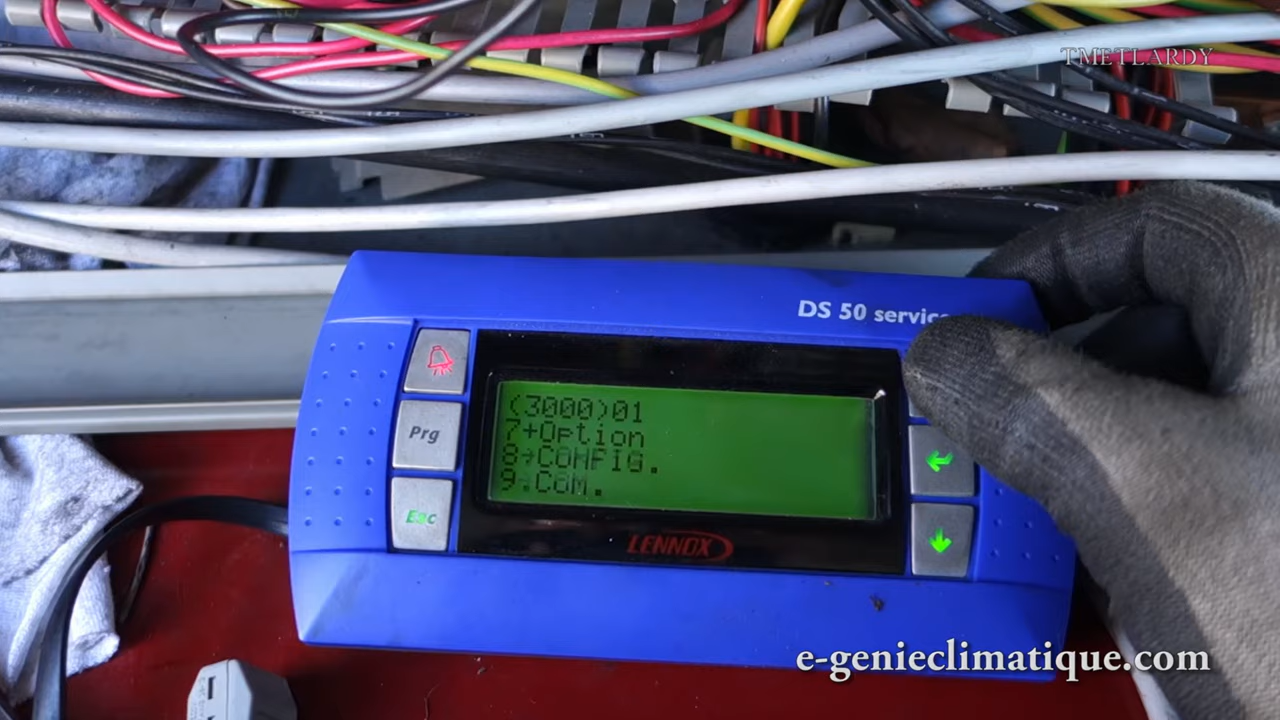 TMETLARDY
DS 50 service
(3000)01
7+Option
8→CONFIG.
9.Com.
Prg
Esc
LENNOX
e-genieclimatique.com